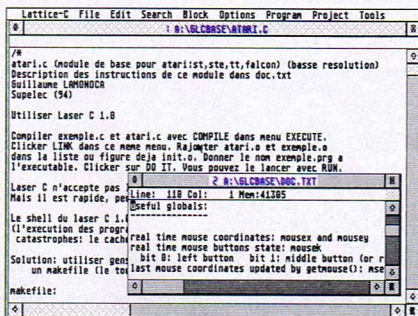 Lattice-C File Edit Search Block Options Program Project Tools
1 A:\GLCBASE\ATARI.C
/*
atari.c (module de base pour atari:st,ste,tt,falcon) (basse resolution)
Description des instructions de ce module dans doc.txt
Guillaume LAMONOCA
Supelec (94)
Utiliser Laser C 1.0
Compiler exemple.c et atari.c avec COMPILE dans menu EXECUTE.
Clicker LINK dans ce meme menu. Rajouter atari.o et exemple.o
dans la liste ou figure deja init.o. Donner le nom exemple.prg a
l'executable. Clicker sur DO IT. Vous pouvez le lancer avec RUN.
Laser C n'accepte pas
Mais il est rapide, pe
Le shell du laser C 1.0
(l'execution des progra
catastrophes: le cache
Solution: utiliser gens
un makefile (le to
makefile:
2 A:\GLCBASE\DOC.TXT
Line: 110 Col: 1 Mem:41305
Useful globals:
---------------
real time mouse coordinates: mousex and mousey
real time mouse buttons state: mousek
bit 0: left button bit 1: middle button (or r
last mouse coordinates updated by getmouse(): mse